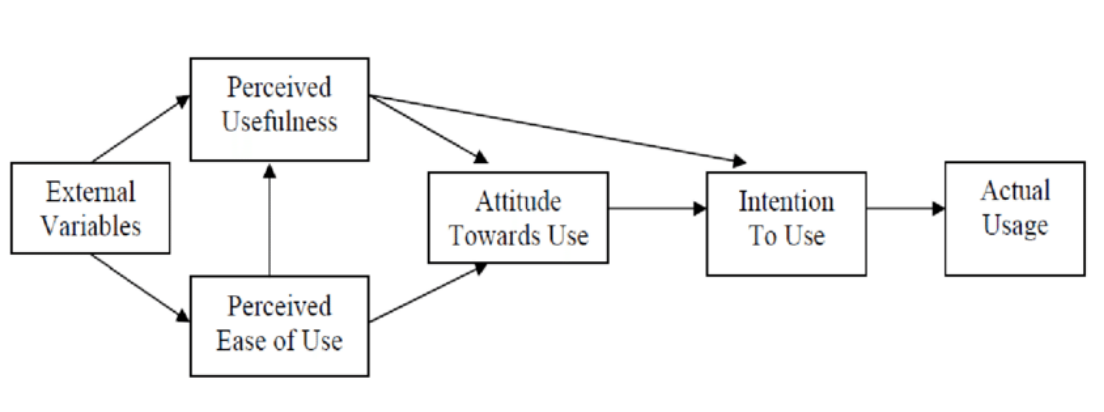 Perceived
Usefulness
External
Variables
Attitude
Towards Use
Intention
To Use
Actual
Usage
Perceived
Ease of Use